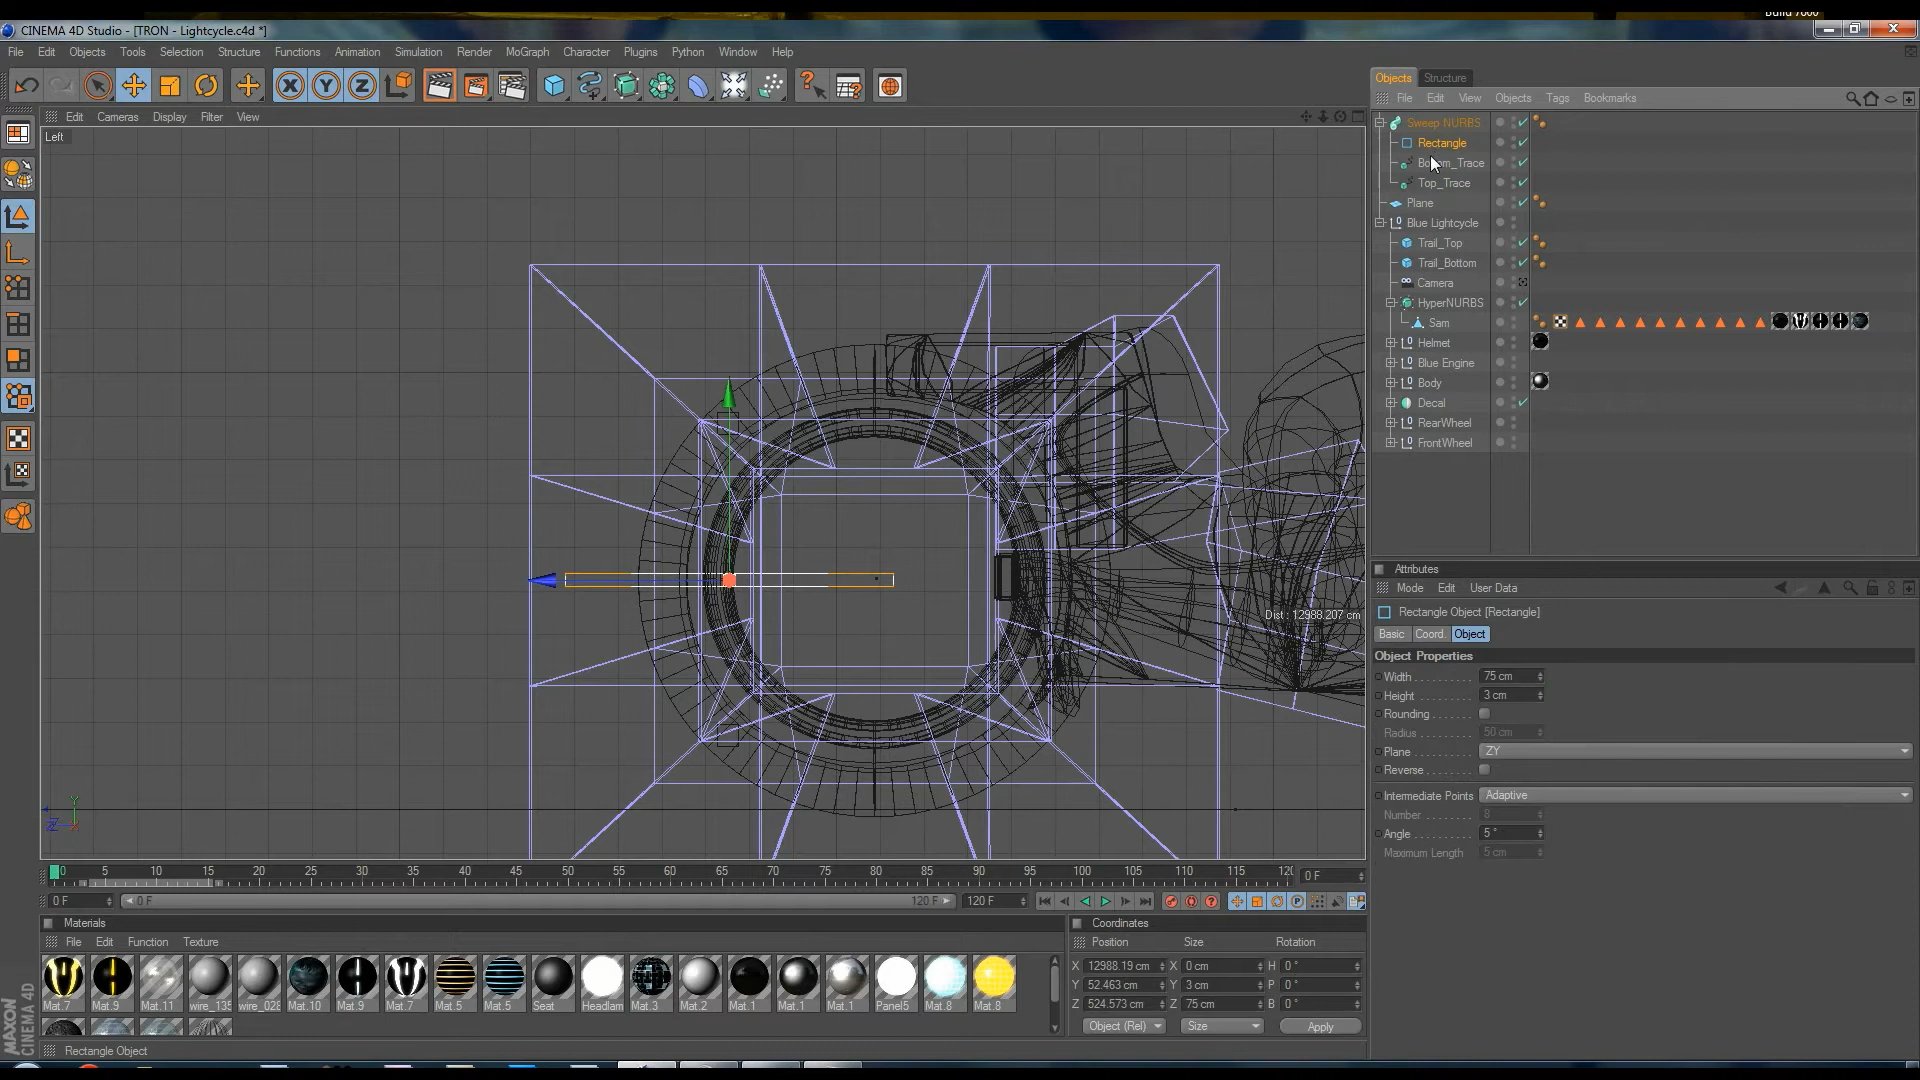 Build 7600
CINEMA 4D Studio - [TRON - Lightcycle.c4d *]
File Edit Objects Tools Selection Structure Functions Animation Simulation Render MoGraph Character Plugins Python Window Help
X Y Z
Objects Structure
File Edit View Objects Tags Bookmarks
Edit Cameras Display Filter View
Left
Sweep NURBS
Rectangle
Bottom_Trace
Top_Trace
Plane
Blue Lightcycle
Trail_Top
Trail_Bottom
Camera
HyperNURBS
Sam
Helmet
Blue Engine
Body
Decal
RearWheel
FrontWheel
Dist : 12988.207 cm
Y
Z X
Attributes
Mode Edit User Data
Rectangle Object [Rectangle]
Basic Coord. Object
Object Properties
Width 75 cm
Height 3 cm
Rounding
Radius 50 cm
Plane ZY
Reverse
Intermediate Points Adaptive
Number 8
Angle 5 °
Maximum Length 5 cm
0 5 10 15 20 25 30 35 40 45 50 55 60 65 70 75 80 85 90 95 100 105 110 115 120 0 F
0 F 0 F 120 F 120 F
Materials
File Edit Function Texture
Mat.7 Mat.9 Mat.11 wire_135 wire_028 Mat.10 Mat.9 Mat.7 Mat.5 Mat.5 Seat Headlam Mat.3 Mat.2 Mat.1 Mat.1 Mat.1 Panel5 Mat.8 Mat.8
Coordinates
Position Size Rotation
X 12988.19 cm X 0 cm H 0 °
Y 52.463 cm Y 3 cm P 0 °
Z 524.573 cm Z 75 cm B 0 °
Object (Rel) Size Apply
MAXON
CINEMA 4D
Rectangle Object